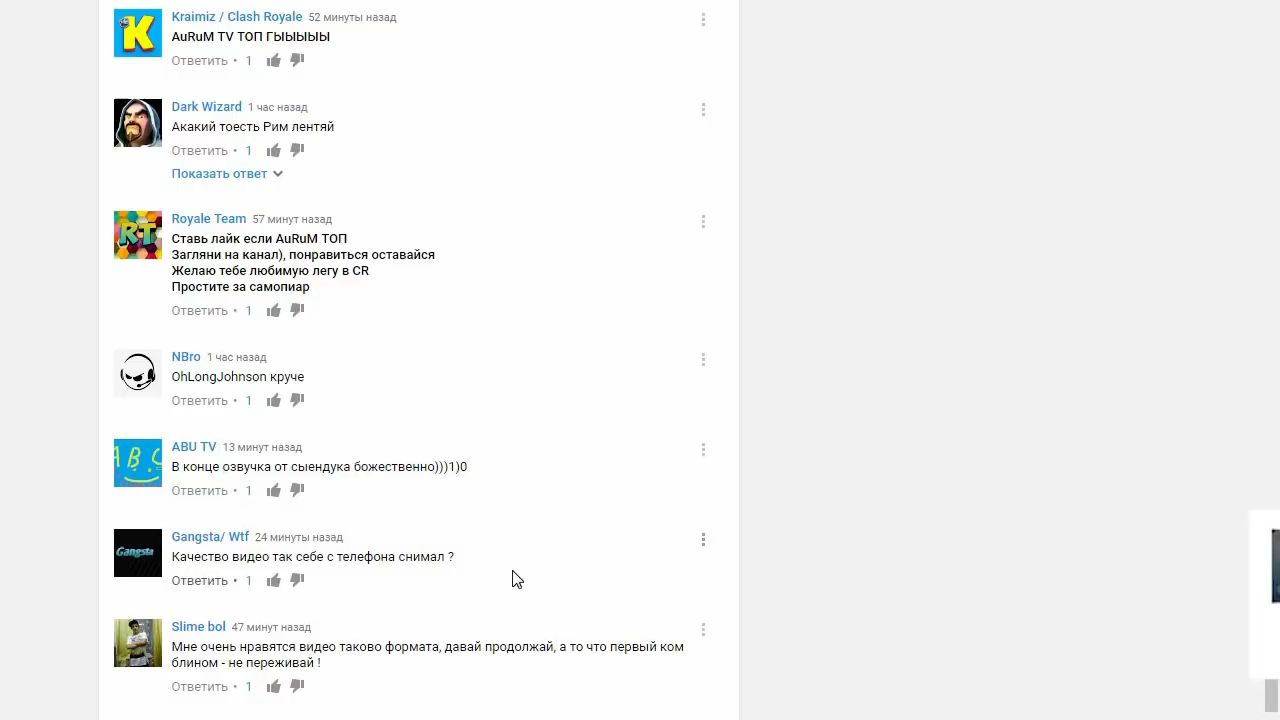 Kraimiz / Clash Royale 52 минуты назад
AuRuM TV ТОП ГЫЫЫЫЫ
Ответить • 1
Dark Wizard 1 час назад
Акакий тоесть Рим лентяй
Ответить • 1
Показать ответ
RT
Royale Team 57 минут назад
Ставь лайк если AuRuM ТОП
Загляни на канал), понравиться оставайся
Желаю тебе любимую легу в CR
Простите за самопиар
Ответить • 1
NBro 1 час назад
OhLongJohnson круче
Ответить • 1
ABU TV 13 минут назад
В конце озвучка от сыендука божественно)))1)0
Ответить • 1
Gangsta
Gangsta/ Wtf 24 минуты назад
Качество видео так себе с телефона снимал ?
Ответить • 1
Slime bol 47 минут назад
Мне очень нравятся видео таково формата, давай продолжай, а то что первый ком
блином - не переживай !
Ответить • 1